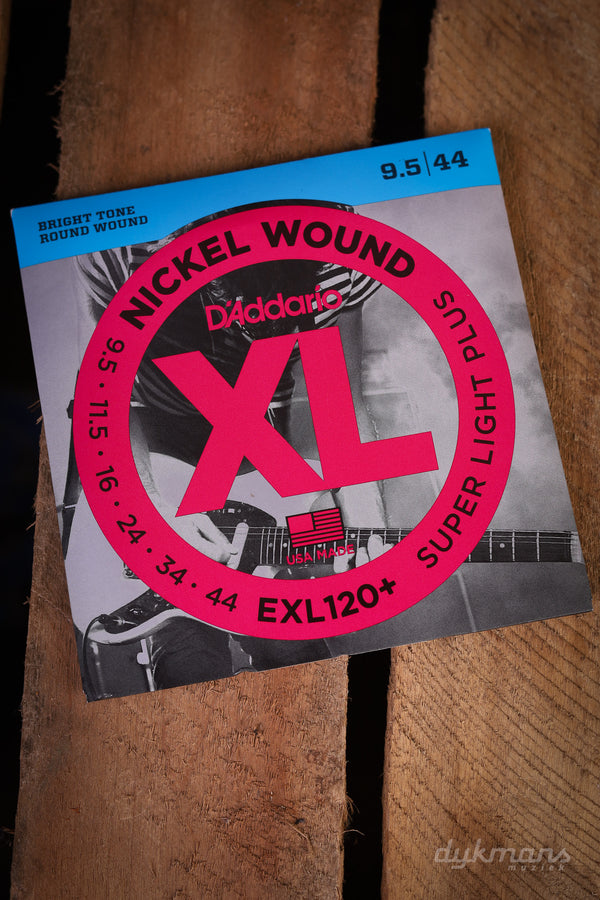 BRIGHT TONE
ROUND WOUND
9.5|44
NICKEL WOUND
D'Addario
XL
USA MADE
9.5 · 11.5 · 16 · 24 · 34 · 44
EXL120+
SUPER LIGHT PLUS
dykmans
muziek